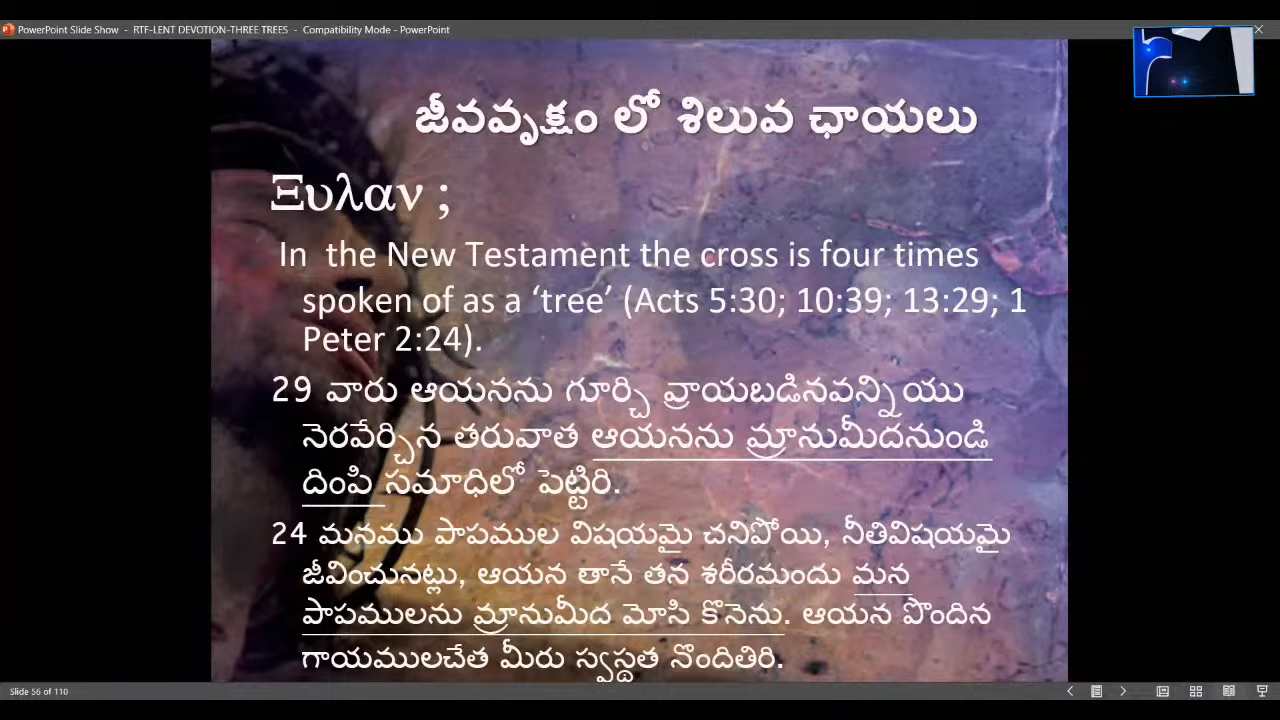 PowerPoint Slide Show - RTF-LENT DEVOTION-THREE TREES - Compatibility Mode - PowerPoint
జీవవృక్షం లో శిలువ ఛాయలు
Ξυλαν ;
In the New Testament the cross is four times
spoken of as a ‘tree’ (Acts 5:30; 10:39; 13:29; 1
Peter 2:24).
29 వారు ఆయనను గూర్చి వ్రాయబడినవన్నియు
నెరవేర్చిన తరువాత ఆయనను మ్రానుమీదనుండి
దింపి సమాధిలో పెట్టిరి.
24 మనము పాపముల విషయమై చనిపోయి, నీతివిషయమై
జీవించునట్లు, ఆయన తానే తన శరీరమందు మన
పాపములను మ్రానుమీద మోసి కొనెను. ఆయన పొందిన
గాయములచేత మీరు స్వస్థత నొందితిరి.
Slide 56 of 110